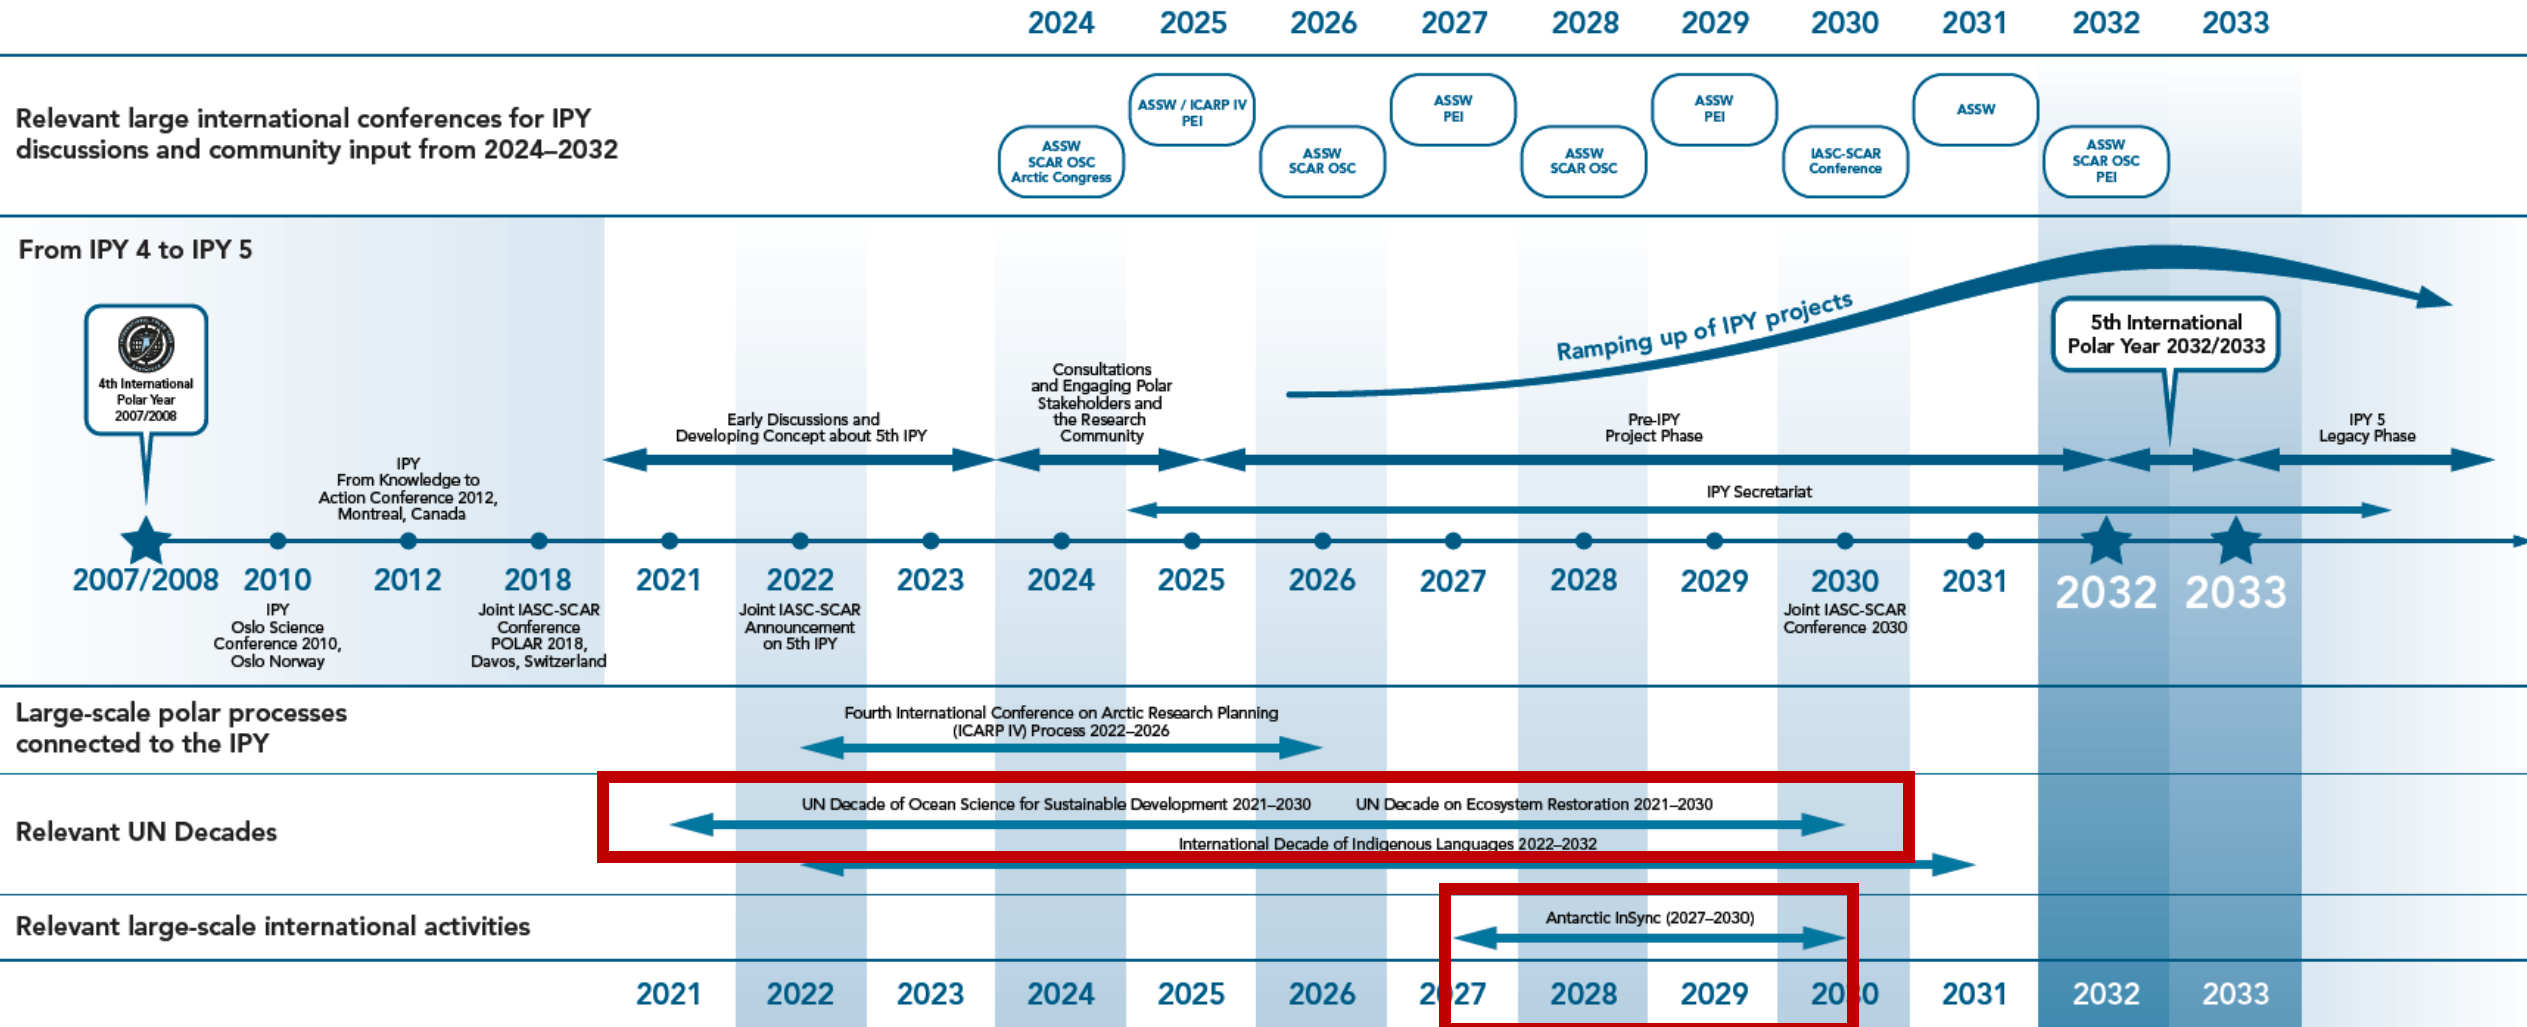 2024 2025 2026 2027 2028 2029 2030 2031 2032 2033
Relevant large international conferences for IPY
discussions and community input from 2024–2032
ASSW
SCAR OSC
Arctic Congress
ASSW / ICARP IV
PEI
ASSW
SCAR OSC
ASSW
PEI
ASSW
SCAR OSC
ASSW
PEI
IASC-SCAR
Conference
ASSW
ASSW
SCAR OSC
PEI
From IPY 4 to IPY 5
4th International
Polar Year
2007/2008
IPY
From Knowledge to
Action Conference 2012,
Montreal, Canada
Early Discussions and
Developing Concept about 5th IPY
Consultations
and Engaging Polar
Stakeholders and
the Research
Community
Ramping up of IPY projects
Pre-IPY
Project Phase
5th International
Polar Year 2032/2033
IPY 5
Legacy Phase
IPY Secretariat
2007/2008 2010 2012 2018 2021 2022 2023 2024 2025 2026 2027 2028 2029 2030 2031 2032 2033
IPY
Oslo Science
Conference 2010,
Oslo Norway
Joint IASC-SCAR
Conference
POLAR 2018,
Davos, Switzerland
Joint IASC-SCAR
Announcement
on 5th IPY
Joint IASC-SCAR
Conference 2030
Large-scale polar processes
connected to the IPY
Fourth International Conference on Arctic Research Planning
(ICARP IV) Process 2022–2026
Relevant UN Decades
UN Decade of Ocean Science for Sustainable Development 2021–2030
UN Decade on Ecosystem Restoration 2021–2030
International Decade of Indigenous Languages 2022–2032
Relevant large-scale international activities
Antarctic InSync (2027–2030)
2021 2022 2023 2024 2025 2026 2027 2028 2029 2030 2031 2032 2033